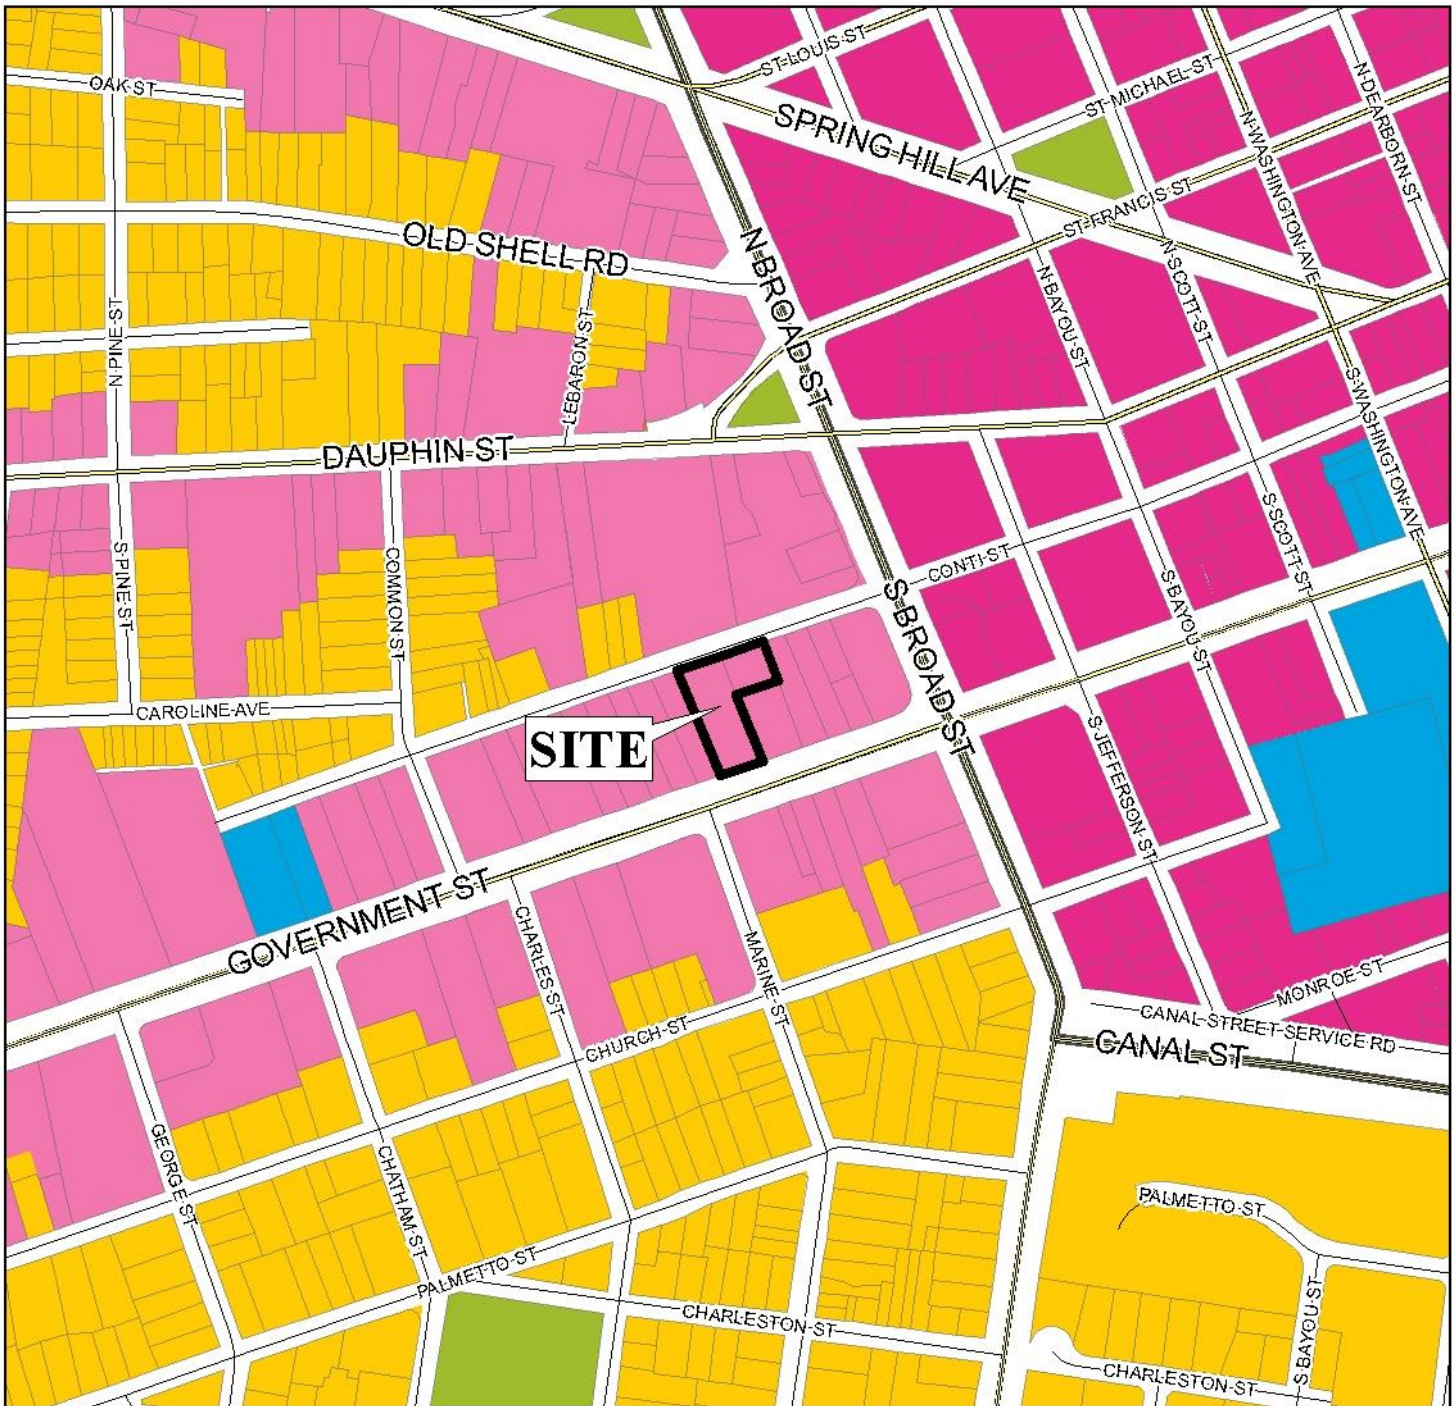 ST LOUIS ST
OAK ST
ST MICHAEL ST
N DEARBORN ST
SPRING HILL AVE
N WASHINGTON AVE
ST FRANCIS ST
OLD SHELL RD
N BROAD ST
N SCOTT ST
N BAYOU ST
N PINE ST
LEBARON ST
S WASHINGTON AVE
DAUPHIN ST
S SCOTT ST
S PINE ST
COMMON ST
CONTI ST
S BAYOU ST
S BROAD ST
CAROLINE AVE
SITE
S JEFFERSON ST
GOVERNMENT ST
CHARLES ST
MARINE ST
MONROE ST
CANAL STREET SERVICE RD
CHURCH ST
CANAL ST
GEORGE ST
CHATHAM ST
PALMETTO ST
PALMETTO ST
CHARLESTON ST
S BAYOU ST
CHARLESTON ST